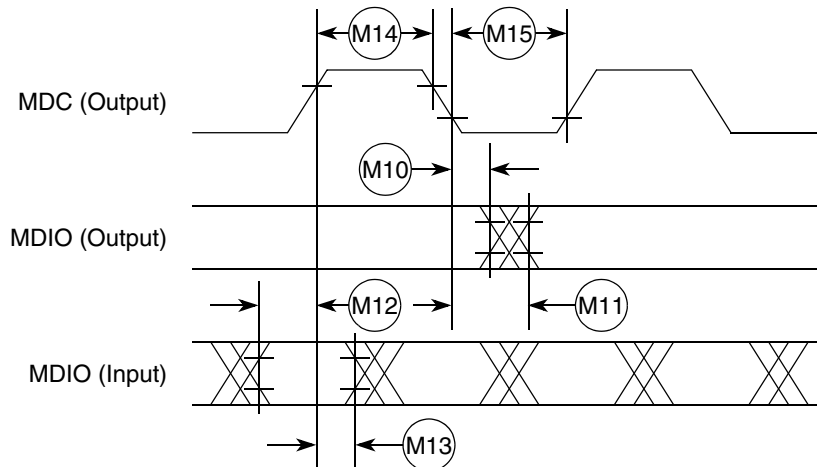 M14
M15
MDC (Output)
M10
MDIO (Output)
M12
M11
MDIO (Input)
M13